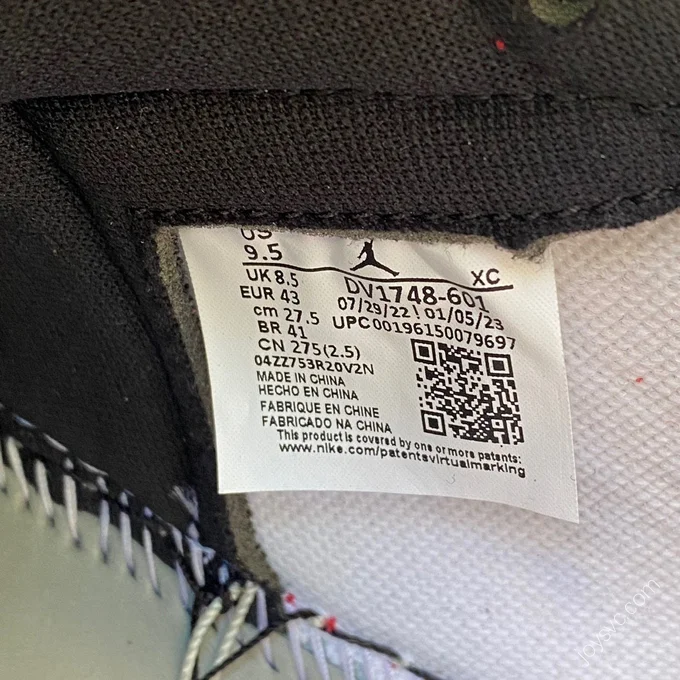 US
9.5
XC
UK 8.5
DV1748-601
EUR 43
07/29/22 ! 01/05/23
cm 27.5
UPC00196150079697
BR 41
CN 275(2.5)
04ZZ753R20V2N
MADE IN CHINA
HECHO EN CHINA
FABRIQUE EN CHINE
FABRICADO NA CHINA
This product is covered by one or more patents:
www.nike.com/patentsvirtualmarking
joysxc.com